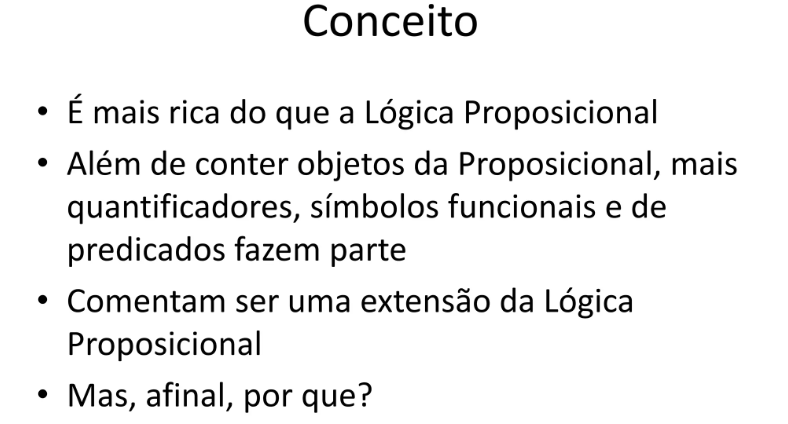 Conceito
• É mais rica do que a Lógica Proposicional
• Além de conter objetos da Proposicional, mais
quantificadores, símbolos funcionais e de
predicados fazem parte
• Comentam ser uma extensão da Lógica
Proposicional
• Mas, afinal, por que?